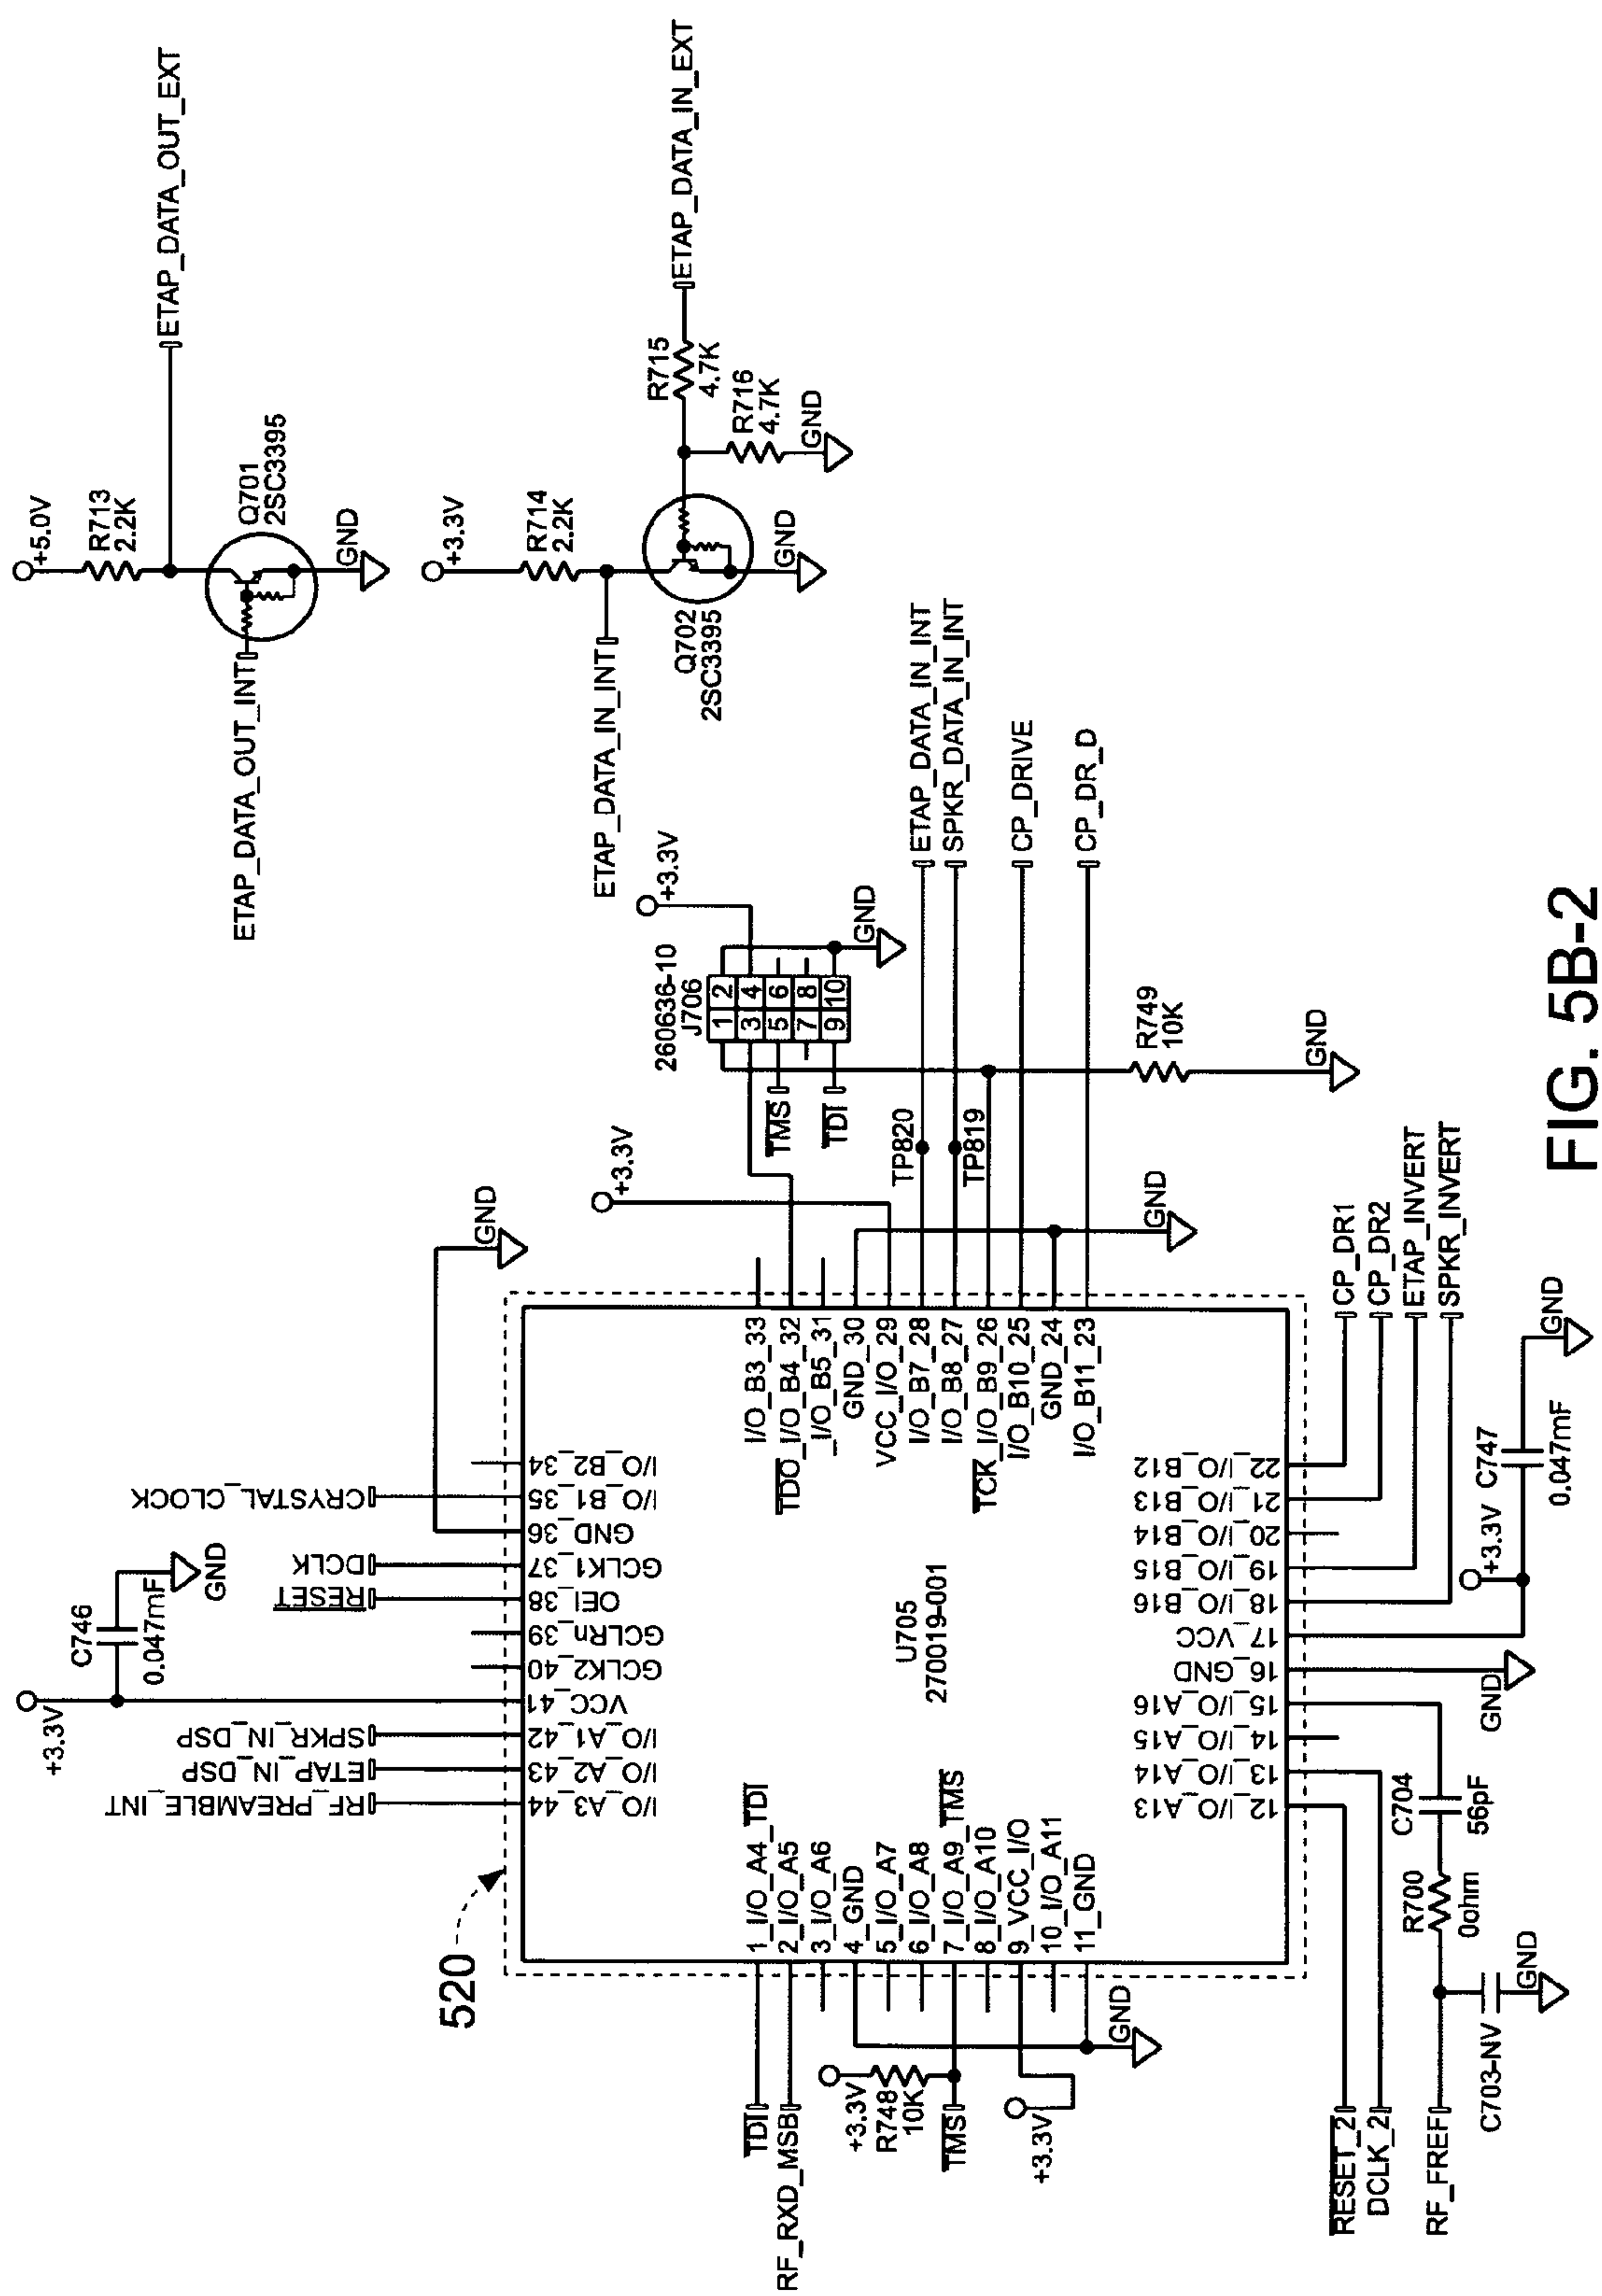 +5.0V
R713
2.2K
ETAP_DATA_OUT_EXT
Q701
2SC3395
ETAP_DATA_OUT_INT
GND
+3.3V
R714
2.2K
ETAP_DATA_IN_INT
Q702
2SC3395
GND
R715
4.7K
ETAP_DATA_IN_EXT
R716
4.7K
GND
+3.3V
260636-10
J706
1 2
3 4
5 6
7 8
9 10
GND
TMS
TDI
+3.3V
TP820
TP819
ETAP_DATA_IN_INT
SPKR_DATA_IN_INT
CP_DRIVE
CP_DR_D
R749
10K
GND
GND
GND
520
U705
270019-001
RF_PREAMBLE_INT
ETAP_IN_DSP
SPKR_IN_DSP
+3.3V
C746
0.047mF
GND
RESET
DCLK
CRYSTAL_CLOCK
I/O_A3_44
I/O_A2_43
I/O_A1_42
VCC_41
GCLK2_40
GCLRn_39
OEI_38
GCLK1_37
GND_36
I/O_B1_35
I/O_B2_34
I/O_B3_33
TDO_I/O_B4_32
_I/O_B5_31
GND_30
VCC_I/O_29
I/O_B7_28
I/O_B8_27
TCK_I/O_B9_26
I/O_B10_25
GND_24
I/O_B11_23
1_I/O_A4_TDI
2_I/O_A5
3_I/O_A6
4_GND
5_I/O_A7
6_I/O_A8
7_I/O_A9_TMS
8_I/O_A10
9_VCC_I/O
10_I/O_A11
11_GND
12_I/O_A13
13_I/O_A14
14_I/O_A15
15_I/O_A16
16_GND
17_VCC
18_I/O_B16
19_I/O_B15
20_I/O_B14
21_I/O_B13
22_I/O_B12
TDI
RF_RXD_MSB
+3.3V
R748
10K
TMS
+3.3V
GND
RESET_2
DCLK_2
RF_FREF
R700
0ohm
C704
56pF
C703-NV
GND
GND
+3.3V
C747
0.047mF
GND
CP_DR1
CP_DR2
ETAP_INVERT
SPKR_INVERT
FIG. 5B-2